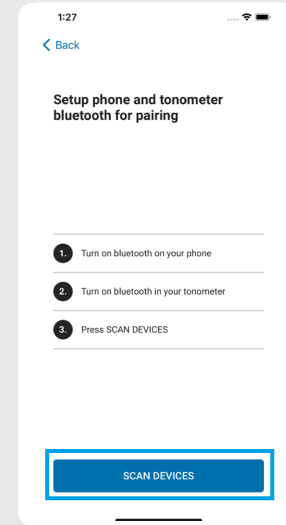 1:27
Back
Setup phone and tonometer
bluetooth for pairing
1. Turn on bluetooth on your phone
2. Turn on bluetooth in your tonometer
3. Press SCAN DEVICES
SCAN DEVICES